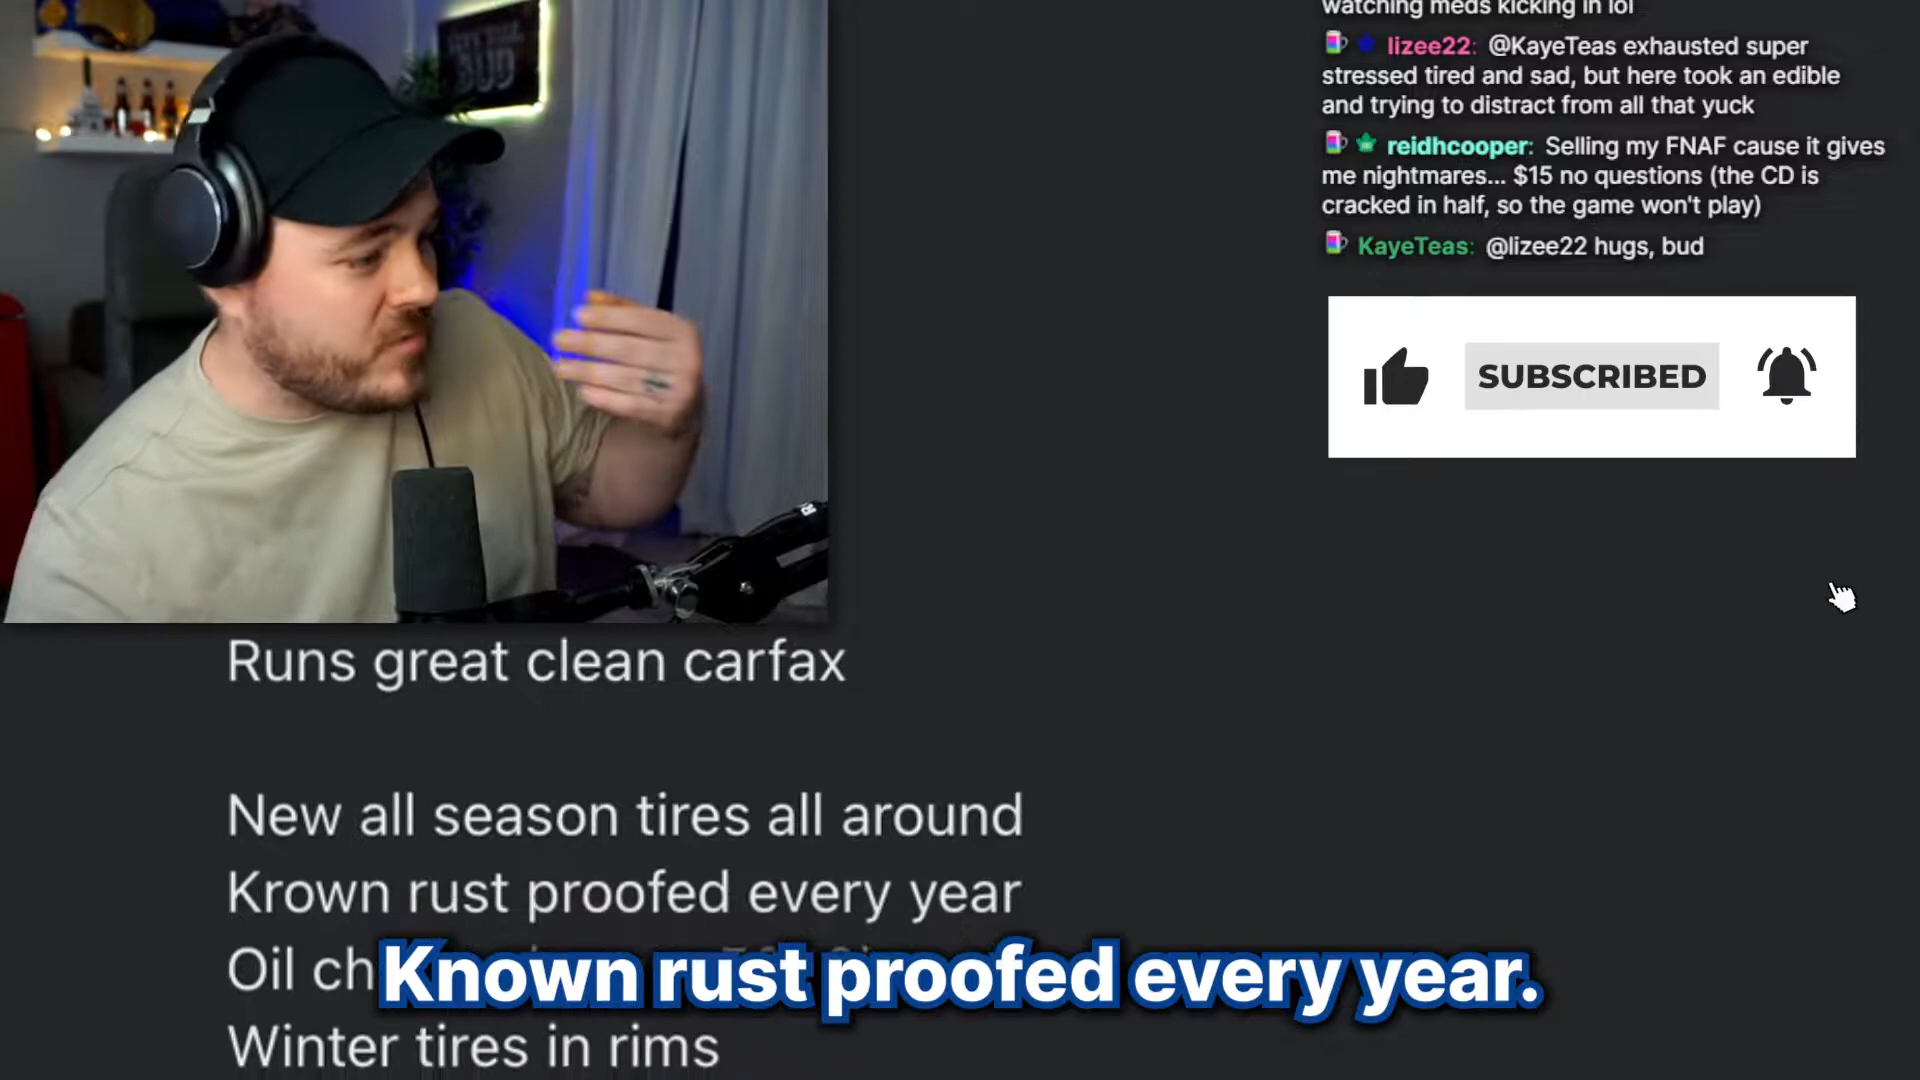 watching meds kicking in lol
lizee22: @KayeTeas exhausted super
stressed tired and sad, but here took an edible
and trying to distract from all that yuck
reidhcooper: Selling my FNAF cause it gives
me nightmares... $15 no questions (the CD is
cracked in half, so the game won't play)
KayeTeas: @lizee22 hugs, bud
SUBSCRIBED
BUD
Runs great clean carfax
New all season tires all around
Krown rust proofed every year
Oil ch
Known rust proofed every year.
Winter tires in rims